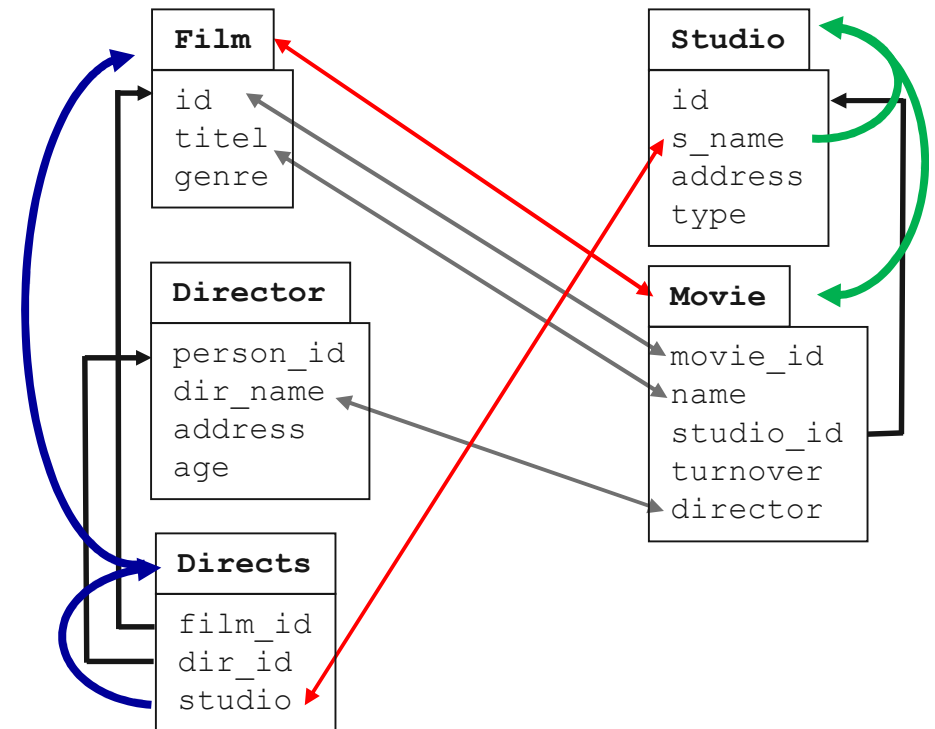 Film
id
titel
genre
Director
person_id
dir_name
address
age
Directs
film_id
dir_id
studio
Studio
id
s_name
address
type
Movie
movie_id
name
studio_id
turnover
director